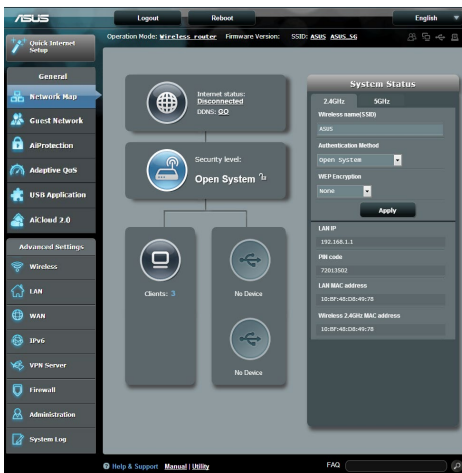 ASUS
Logout
Reboot
English
Quick Internet Setup
Operation Mode: Wireless router Firmware Version: SSID: ASUS ASUS_5G
General
Network Map
Guest Network
AiProtection
Adaptive QoS
USB Application
AiCloud 2.0
Advanced Settings
Wireless
LAN
WAN
IPv6
VPN Server
Firewall
Administration
System Log
Internet status:
Disconnected
DDNS: GO
Security level:
Open System
Clients: 3
No Device
No Device
System Status
2.4GHz 5GHz
Wireless name(SSID)
ASUS
Authentication Method
Open System
WEP Encryption
None
Apply
LAN IP
192.168.1.1
PIN code
72013502
LAN MAC address
10:BF:48:D8:49:78
Wireless 2.4GHz MAC address
10:BF:48:D8:49:78
Help & Support Manual | Utility
FAQ